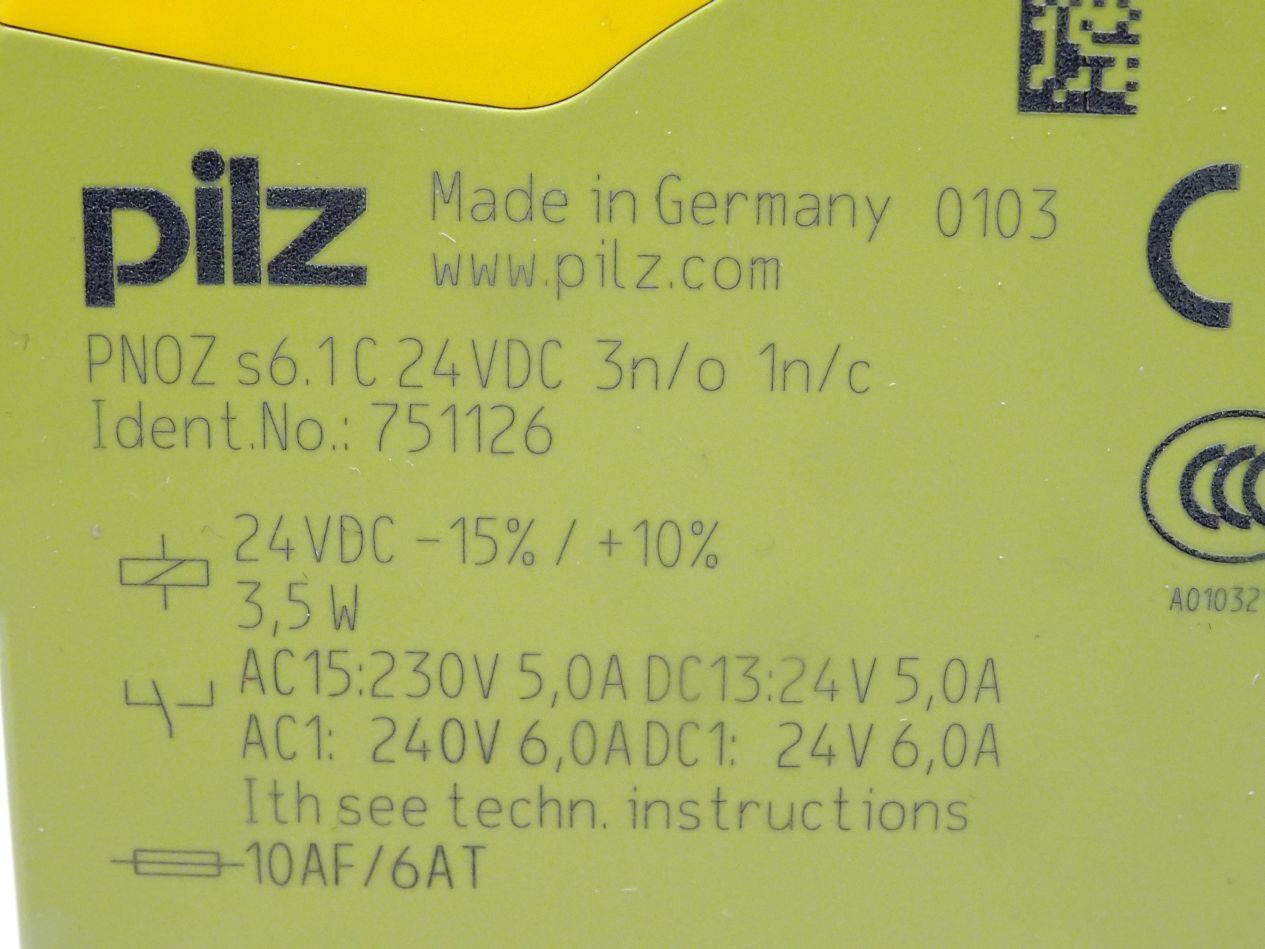 pilz
Made in Germany 0103
www.pilz.com
PNOZ s6.1C 24VDC 3n/o 1n/c
Ident.No.: 751126
24VDC -15% / +10%
3,5W
AC15:230V 5,0A DC13:24V 5,0A
AC1: 240V 6,0A DC1: 24V 6,0A
Ith see techn. instructions
10AF/6AT
CCC
A01032